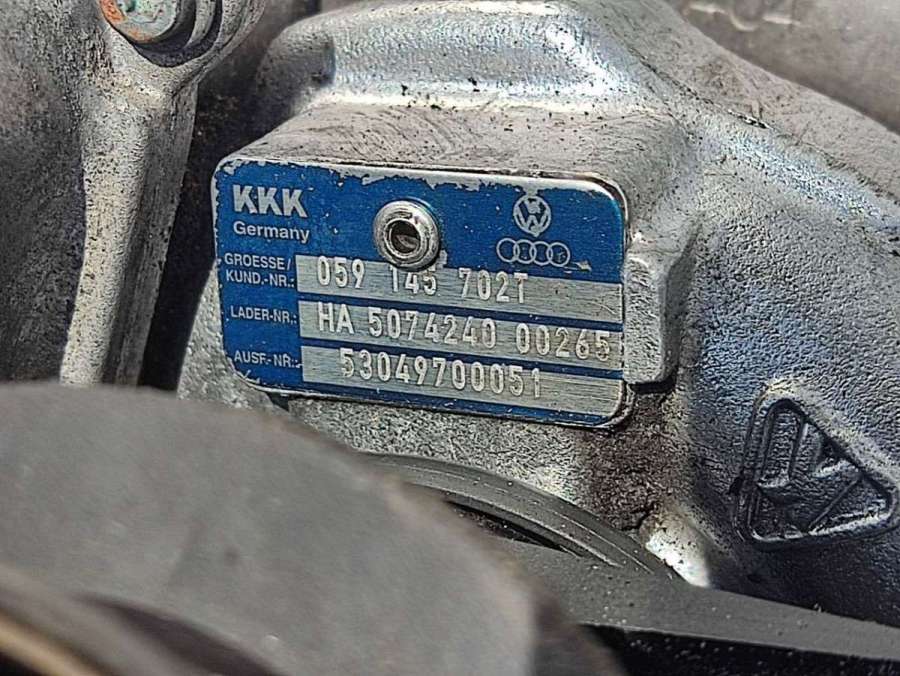 KKK
Germany
GROESSE/
KUND.-NR.: 059 145 702T
LADER-NR.: HA 5074240 00265
AUSF.-NR.: 53049700051